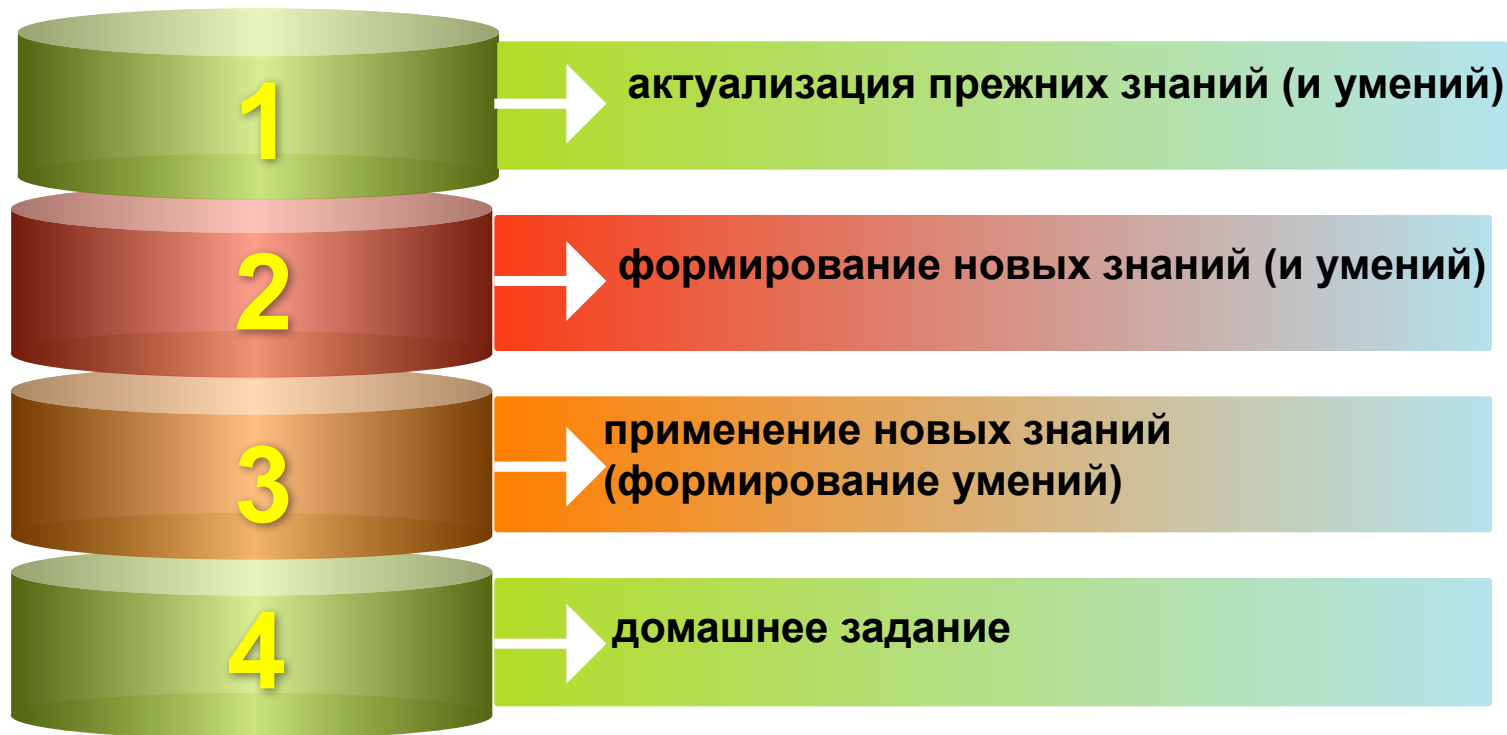 1
актуализация прежних знаний (и умений)
2
формирование новых знаний (и умений)
3
применение новых знаний
(формирование умений)
4
домашнее задание